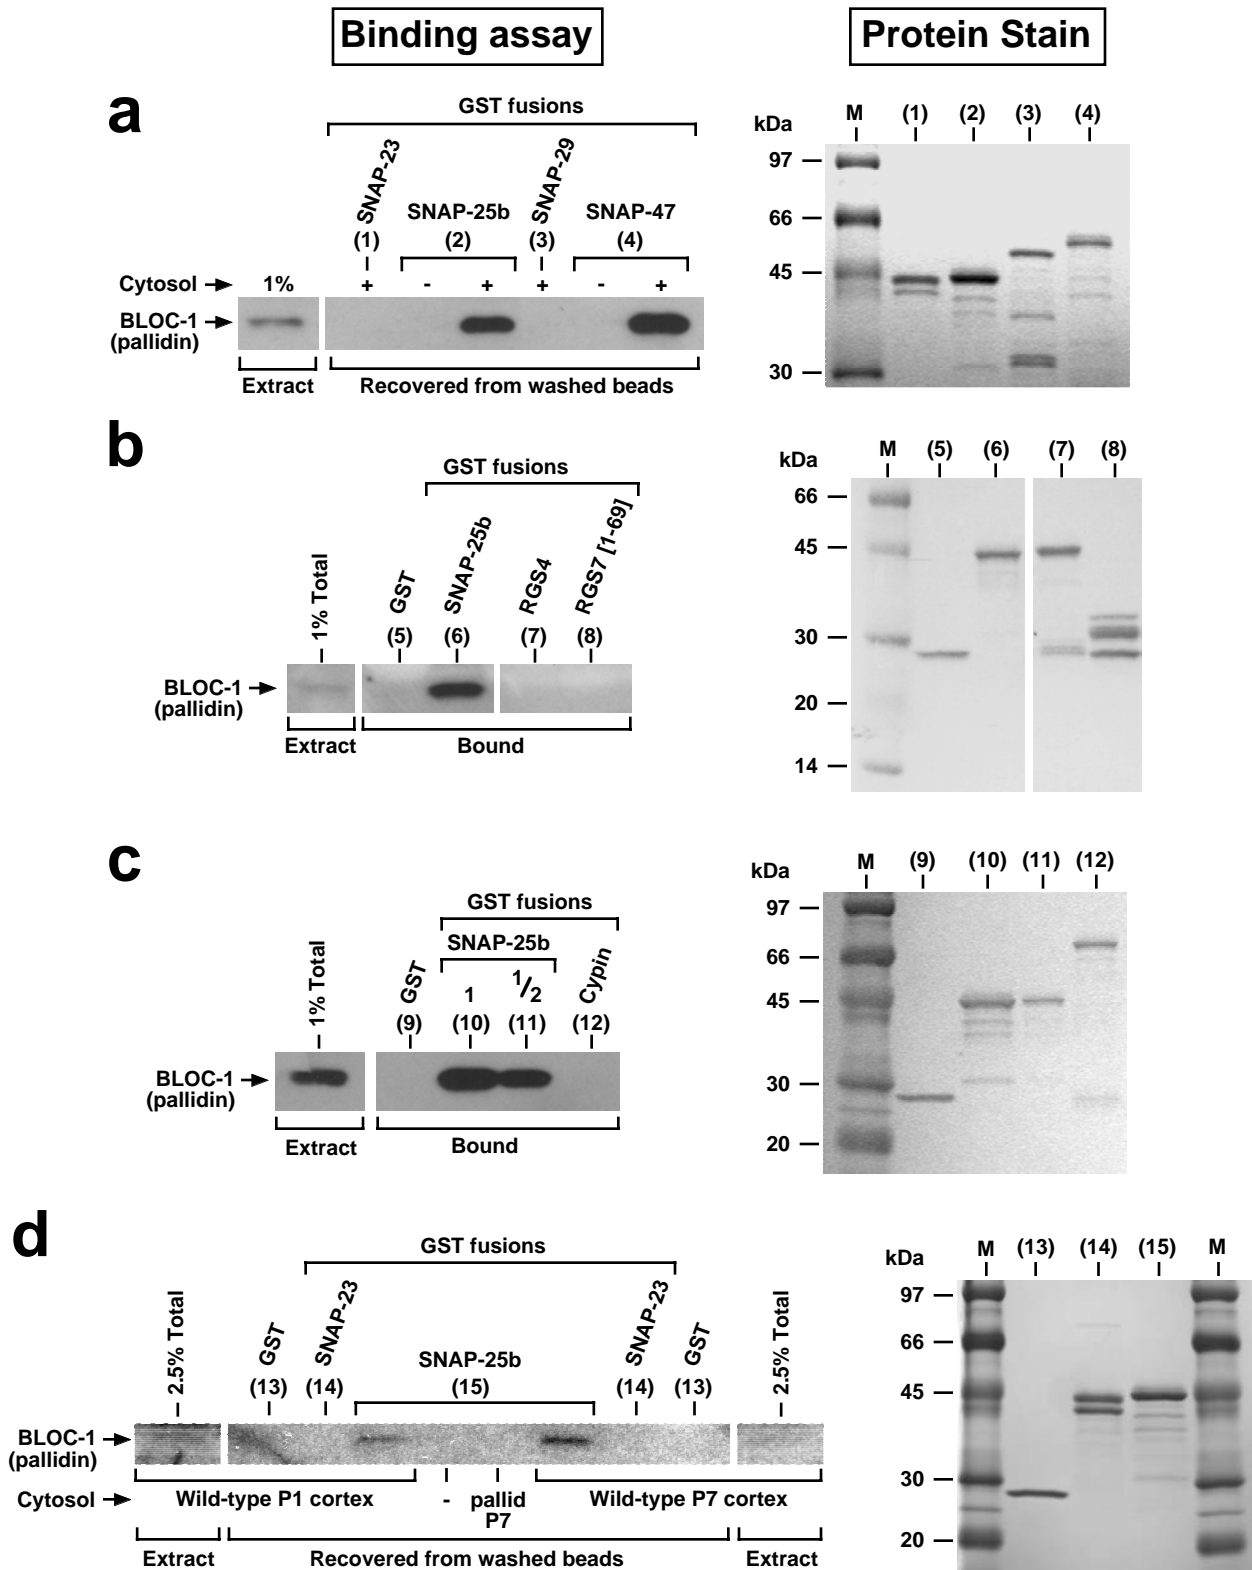 Binding assay
Protein Stain
a
GST fusions
SNAP-23
SNAP-25b
SNAP-29
SNAP-47
(1)
(2)
(3)
(4)
Cytosol
1%
+
-
+
+
-
+
BLOC-1
(pallidin)
Extract
Recovered from washed beads
kDa
M
(1)
(2)
(3)
(4)
97
66
45
30
b
GST fusions
1% Total
GST
SNAP-25b
RGS4
RGS7 [1-69]
(5)
(6)
(7)
(8)
BLOC-1
(pallidin)
Extract
Bound
kDa
M
(5)
(6)
(7)
(8)
66
45
30
20
14
c
GST fusions
SNAP-25b
1% Total
GST
1
1/2
Cypin
(9)
(10)
(11)
(12)
BLOC-1
(pallidin)
Extract
Bound
kDa
M
(9)
(10)
(11)
(12)
97
66
45
30
20
d
GST fusions
2.5% Total
GST
SNAP-23
SNAP-25b
SNAP-23
GST
2.5% Total
(13)
(14)
(15)
(14)
(13)
BLOC-1
(pallidin)
Cytosol
Wild-type P1 cortex
-
pallid
P7
Wild-type P7 cortex
Extract
Recovered from washed beads
Extract
kDa
M
(13)
(14)
(15)
M
97
66
45
30
20